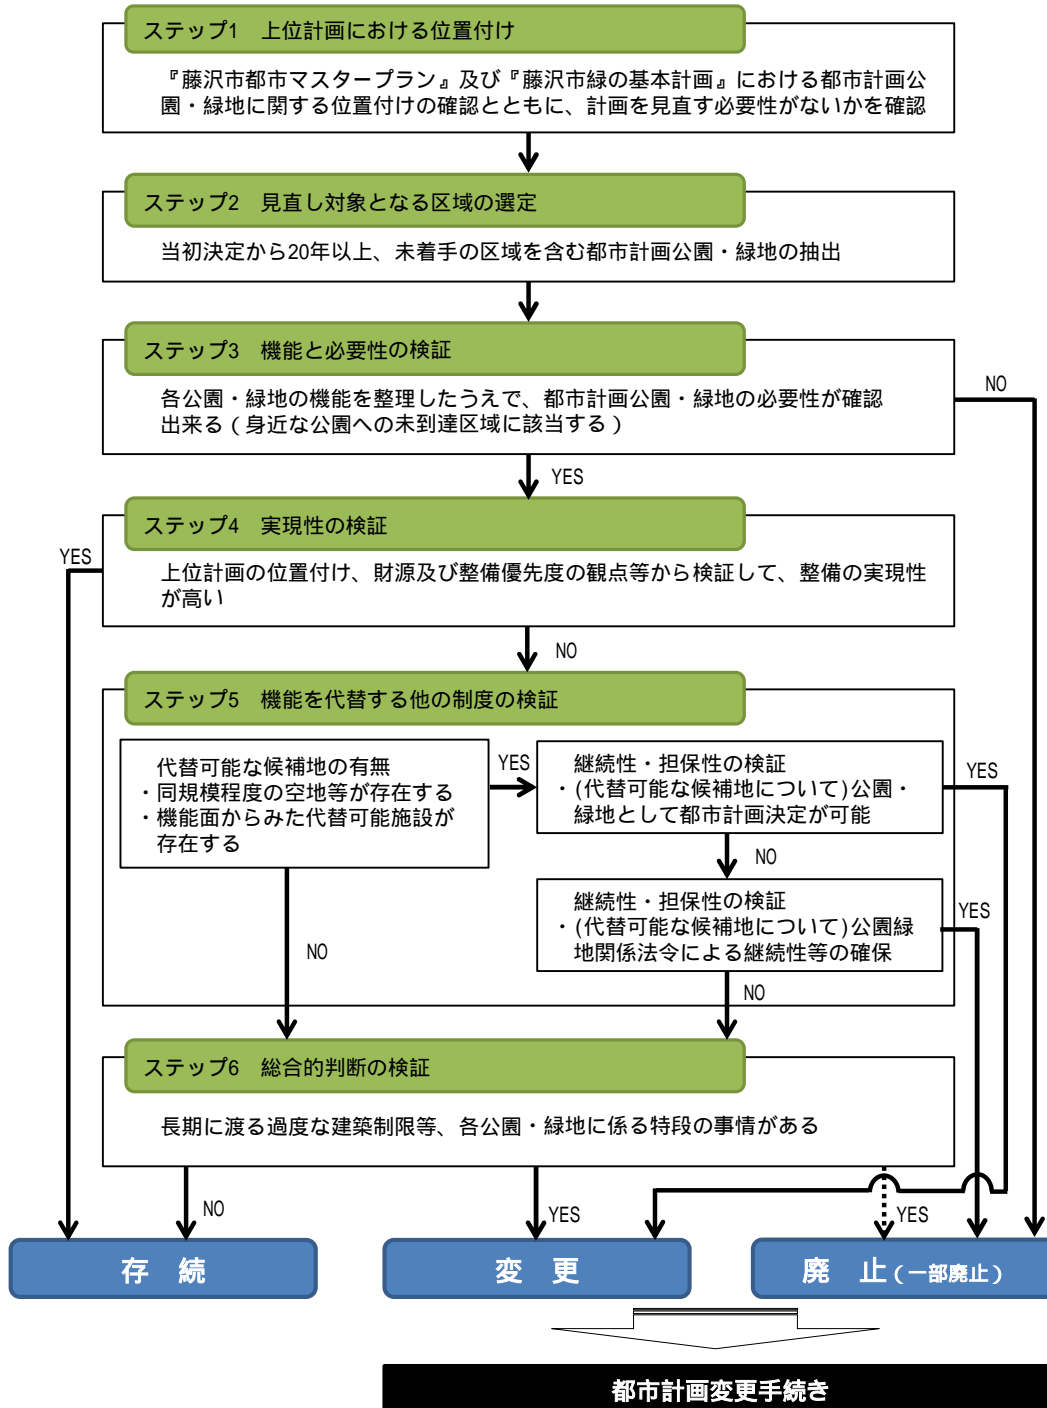 ステップ1　上位計画における位置付け
『藤沢市都市マスタープラン』及び『藤沢市緑の基本計画』における都市計画公
園・緑地に関する位置付けの確認とともに、計画を見直す必要性がないかを確認
ステップ2　見直し対象となる区域の選定
当初決定から20年以上、未着手の区域を含む都市計画公園・緑地の抽出
ステップ3　機能と必要性の検証
各公園・緑地の機能を整理したうえで、都市計画公園・緑地の必要性が確認
出来る（身近な公園への未到達区域に該当する）
NO
YES
ステップ4　実現性の検証
上位計画の位置付け、財源及び整備優先度の観点等から検証して、整備の実現性
が高い
YES
NO
ステップ5　機能を代替する他の制度の検証
代替可能な候補地の有無
・同規模程度の空地等が存在する
・機能面からみた代替可能施設が
存在する
YES
継続性・担保性の検証
・(代替可能な候補地について)公園・
緑地として都市計画決定が可能
YES
NO
継続性・担保性の検証
・(代替可能な候補地について)公園緑
地関係法令による継続性等の確保
YES
NO
NO
ステップ6　総合的判断の検証
長期に渡る過度な建築制限等、各公園・緑地に係る特段の事情がある
NO
YES
YES
存　続
変　更
廃　止（一部廃止）
都市計画変更手続き